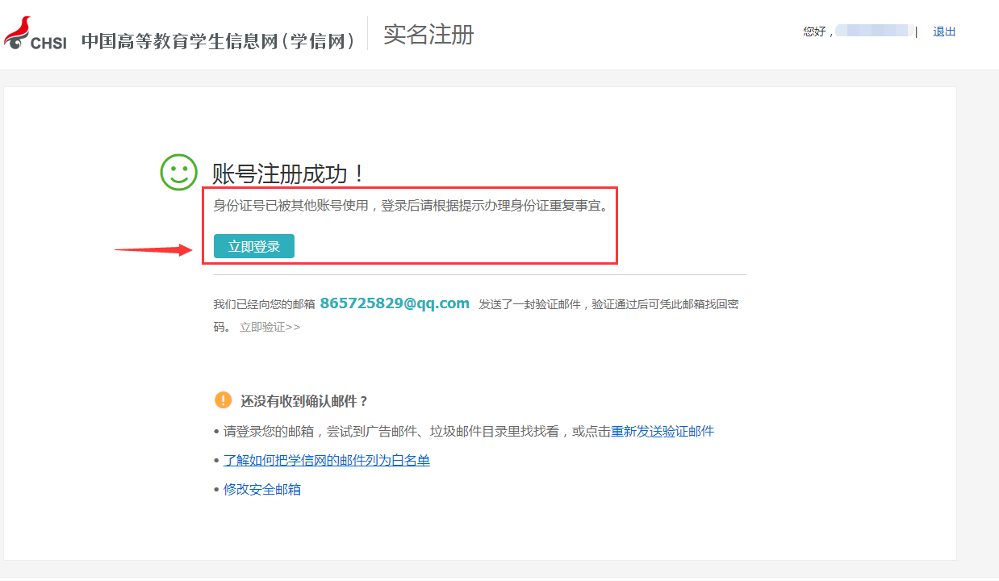 CHSI 中国高等教育学生信息网(学信网) 实名注册 您好， | 退出
账号注册成功！
身份证号已被其他账号使用，登录后请根据提示办理身份证重复事宜。
立即登录
我们已经向您的邮箱 865725829@qq.com 发送了一封验证邮件，验证通过后可凭此邮箱找回密
码。 立即验证>>
! 还没有收到确认邮件？
• 请登录您的邮箱，尝试到广告邮件、垃圾邮件目录里找找看，或点击重新发送验证邮件
• 了解如何把学信网的邮件列为白名单
• 修改安全邮箱